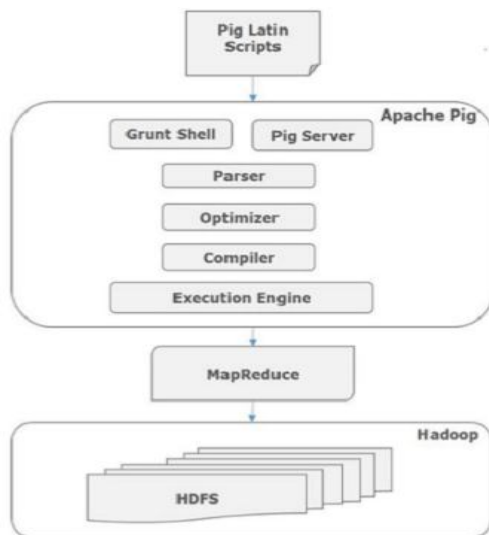 Pig Latin
Scripts
Apache Pig
Grunt Shell
Pig Server
Parser
Optimizer
Compiler
Execution Engine
MapReduce
Hadoop
HDFS